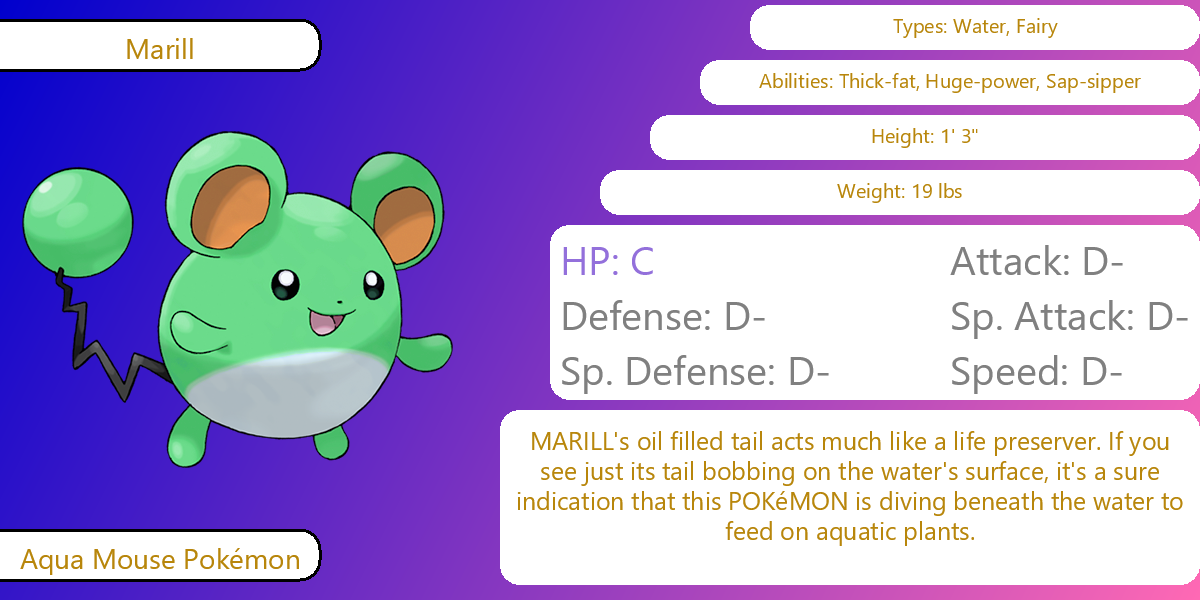 Marill
Types: Water, Fairy
Abilities: Thick-fat, Huge-power, Sap-sipper
Height: 1' 3"
Weight: 19 lbs
HP: C
Attack: D-
Defense: D-
Sp. Attack: D-
Sp. Defense: D-
Speed: D-
MARILL's oil filled tail acts much like a life preserver. If you
see just its tail bobbing on the water's surface, it's a sure
indication that this POKéMON is diving beneath the water to
feed on aquatic plants.
Aqua Mouse Pokémon